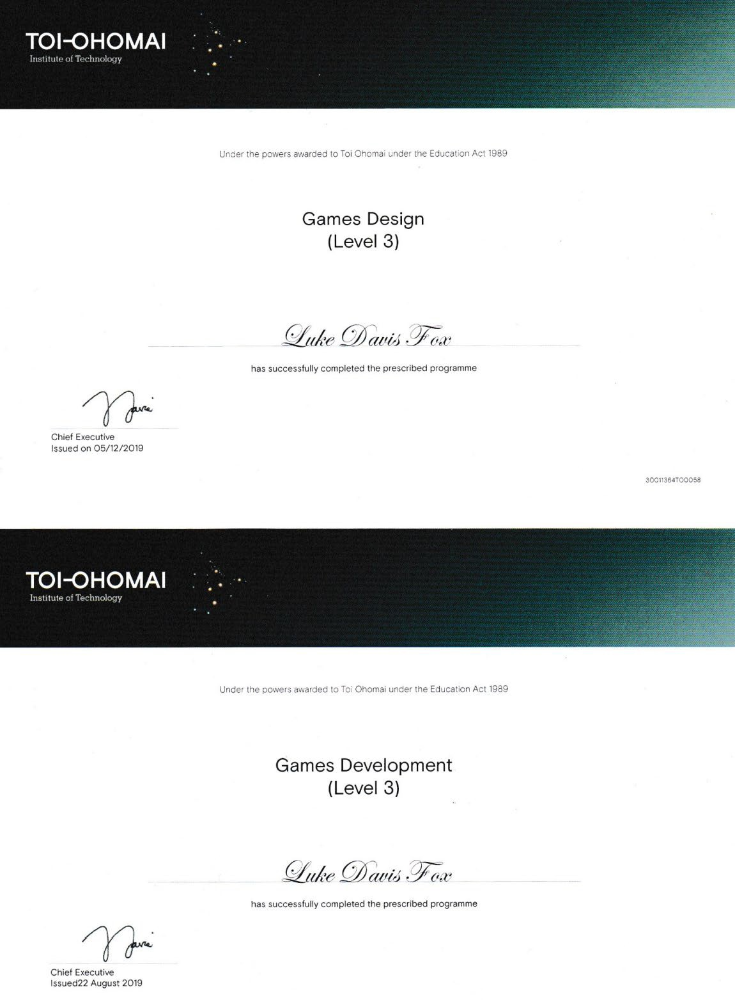 TOI-OHOMAI
Institute of Technology
Under the powers awarded to Toi Ohomai under the Education Act 1989
Games Design
(Level 3)
Luke Davis Fox
has successfully completed the prescribed programme
Chief Executive
Issued on 05/12/2019
30011364T00058
TOI-OHOMAI
Institute of Technology
Under the powers awarded to Toi Ohomai under the Education Act 1989
Games Development
(Level 3)
Luke Davis Fox
has successfully completed the prescribed programme
Chief Executive
Issued22 August 2019